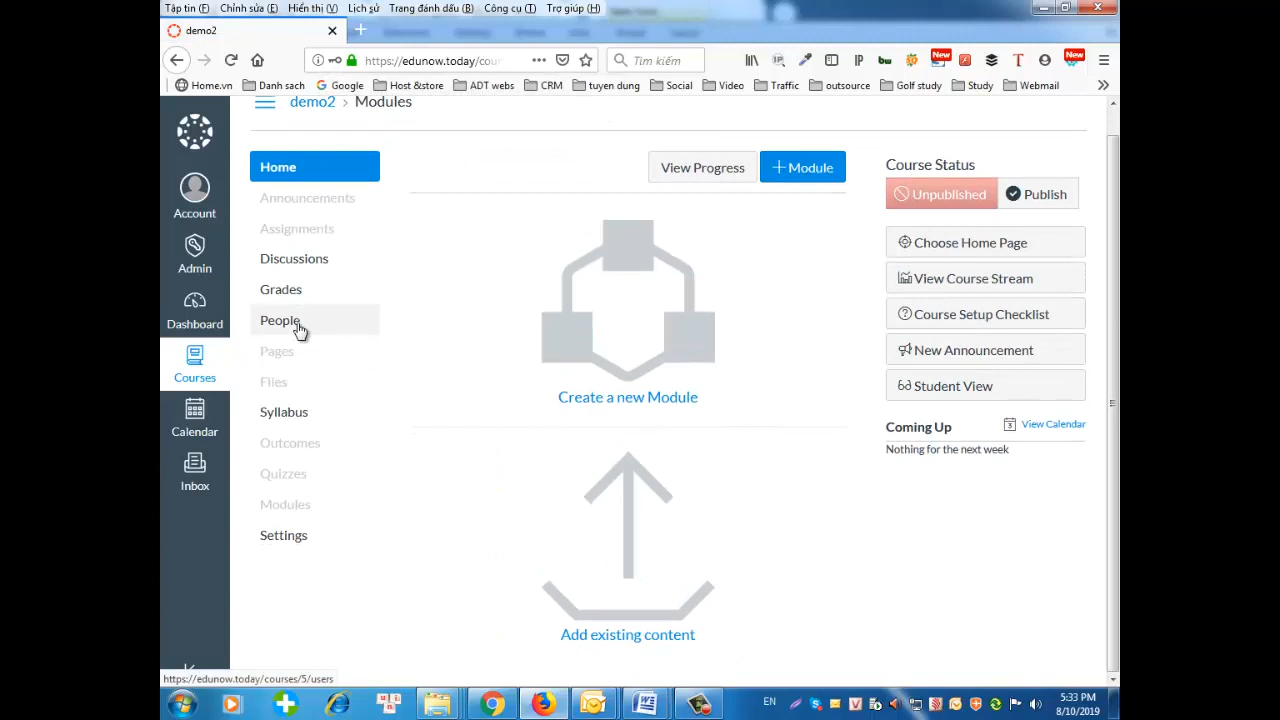 Tập tin (F) Chỉnh sửa (E) Hiển thị (V) Lịch sử Trang đánh dấu (B) Công cụ (T) Trợ giúp (H)
demo2
https://edunow.today/cour
Tìm kiếm
New
New
Home.vn Danh sach Google Host &store ADT webs CRM tuyen dung Social Video Traffic outsource Golf study Study Webmail
demo2 › Modules
Account
Admin
Dashboard
Courses
Calendar
Inbox
Home
Announcements
Assignments
Discussions
Grades
People
Pages
Files
Syllabus
Outcomes
Quizzes
Modules
Settings
View Progress
+ Module
Create a new Module
Add existing content
Course Status
Unpublished Publish
Choose Home Page
View Course Stream
Course Setup Checklist
New Announcement
Student View
Coming Up View Calendar
Nothing for the next week
https://edunow.today/courses/5/users
EN
5:33 PM
8/10/2019